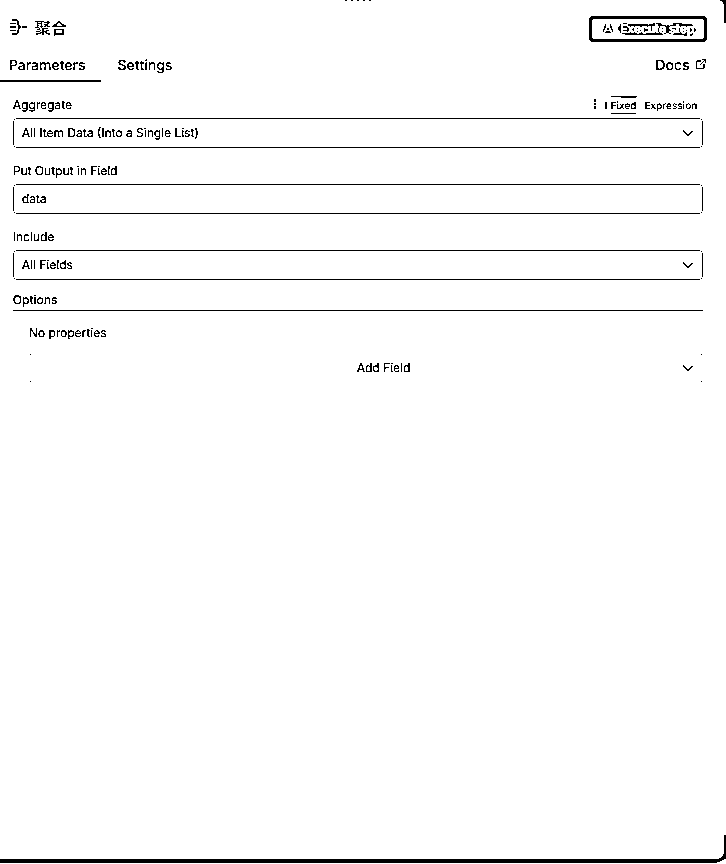 聚合
Execute step
Parameters Settings Docs
Aggregate Fixed Expression
All Item Data (Into a Single List)
Put Output in Field
data
Include
All Fields
Options
No properties
Add Field